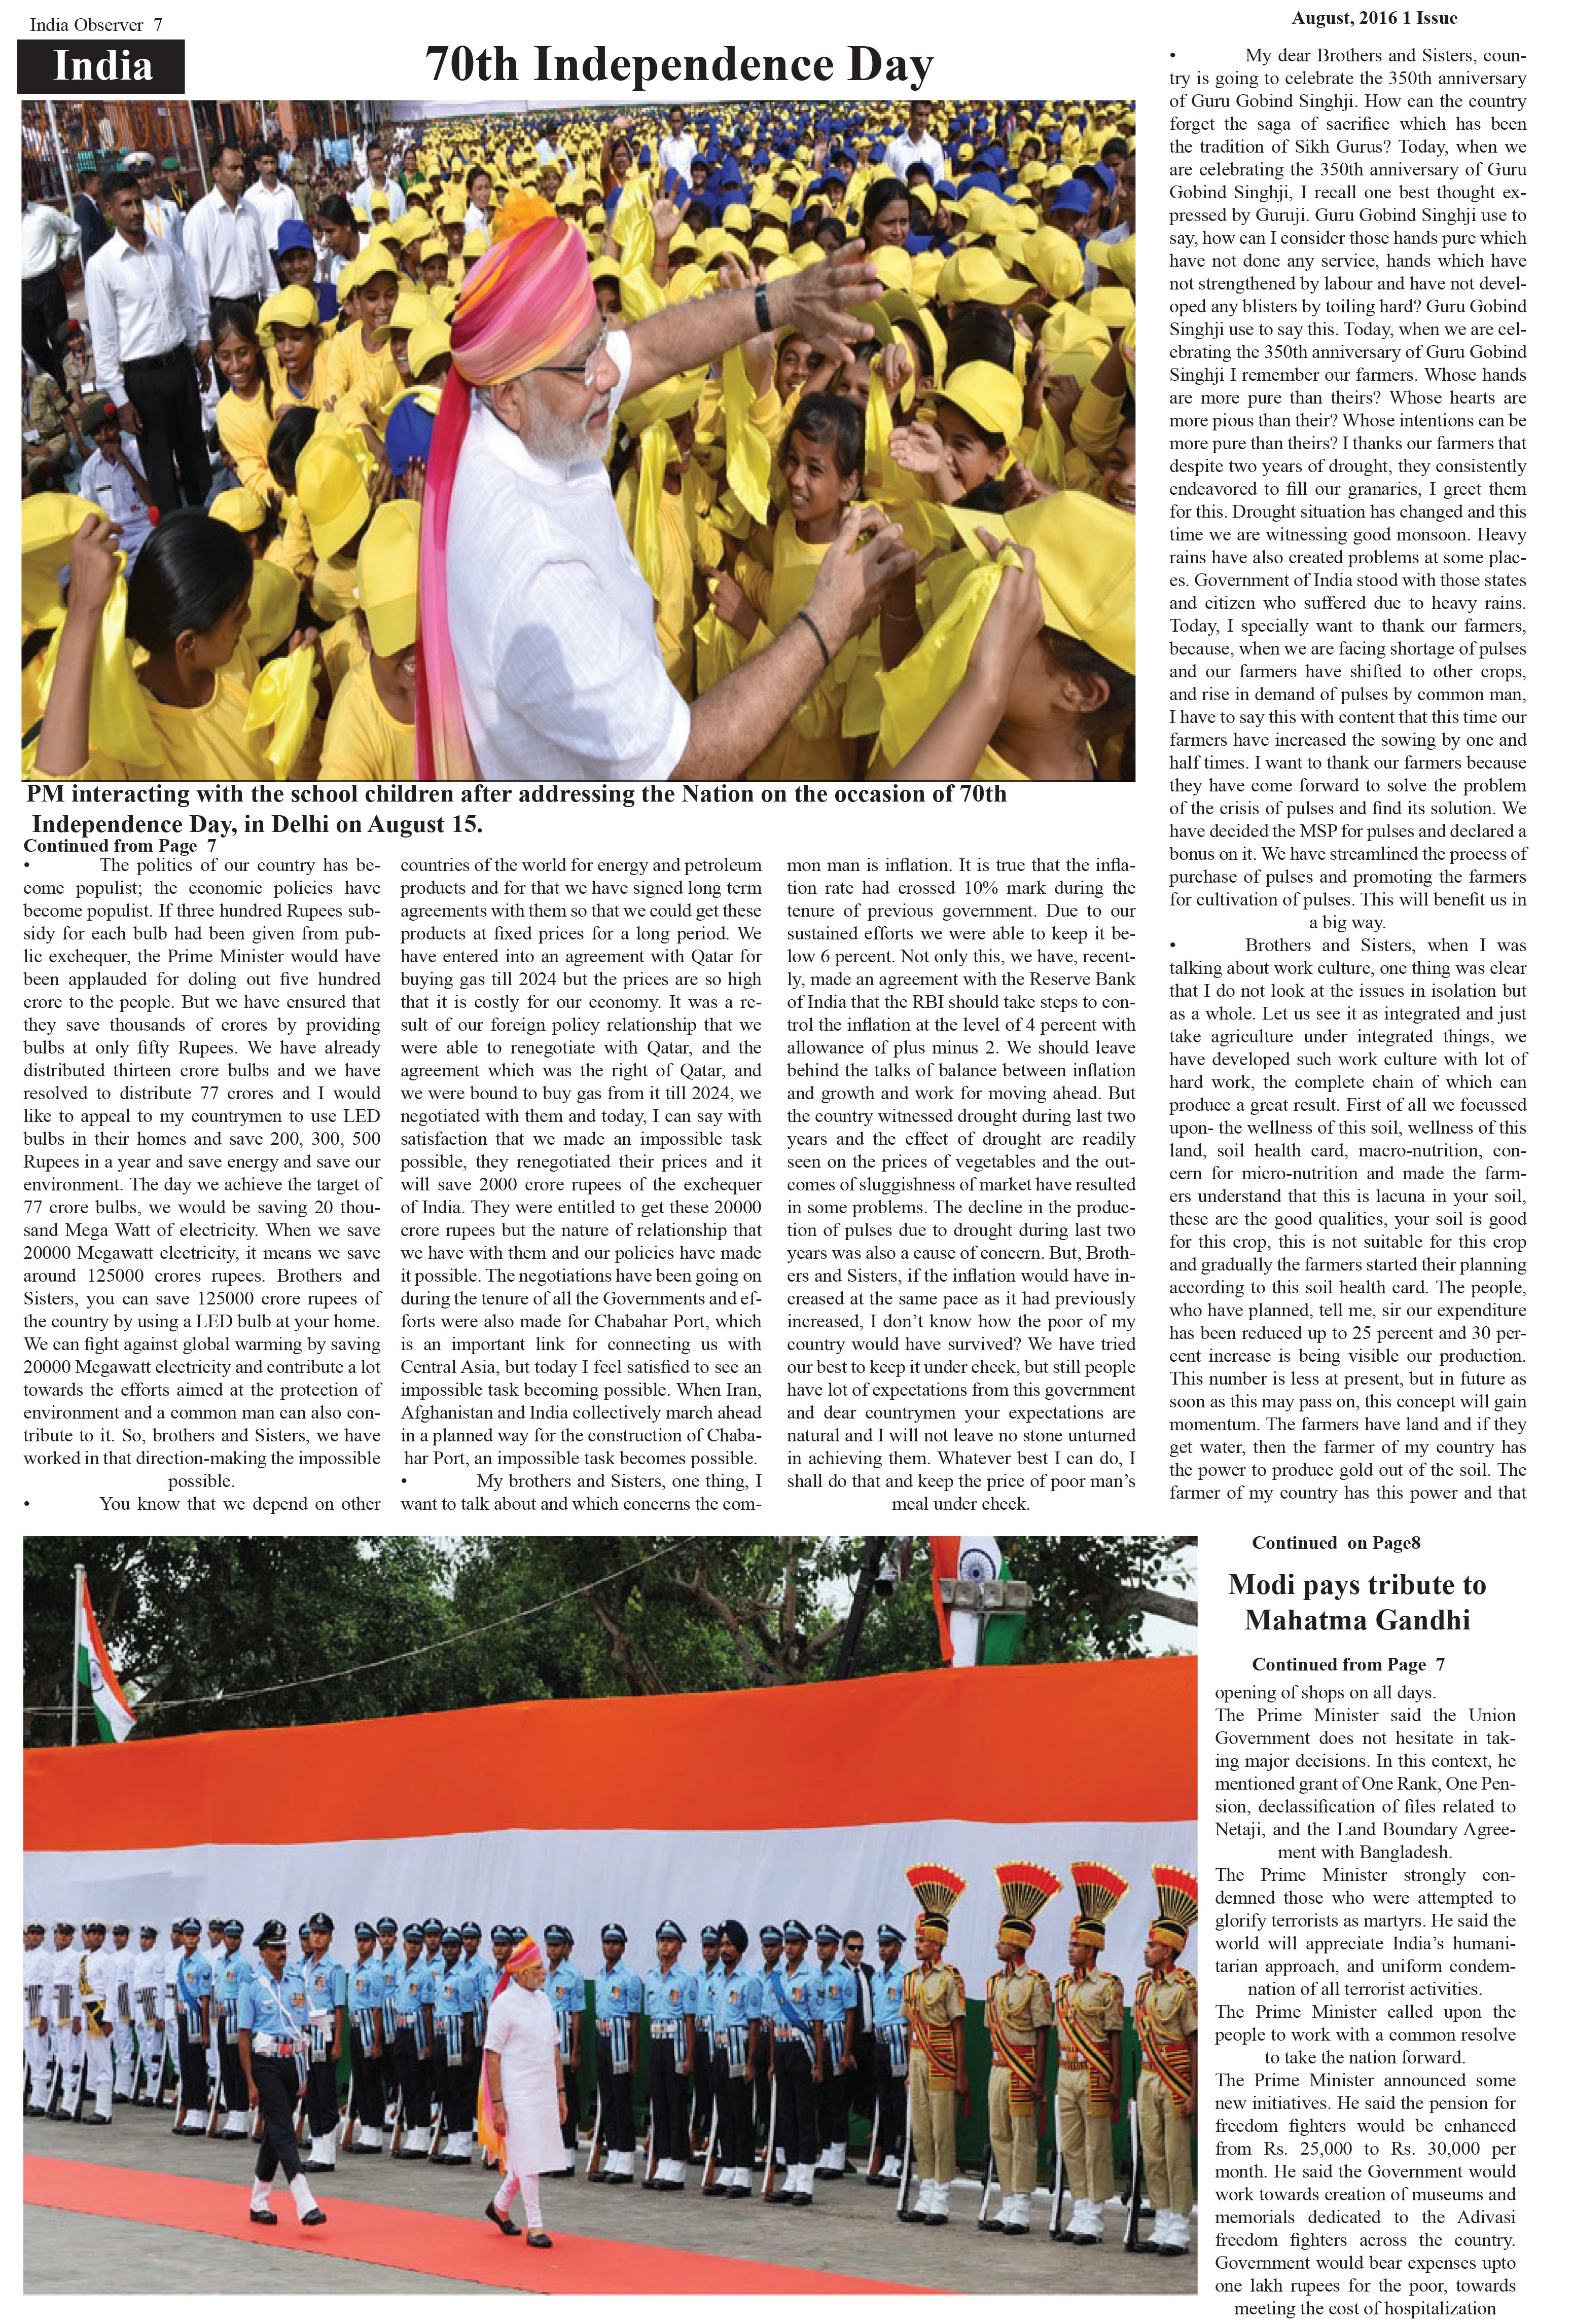 India Observer 7
August, 2016 1 Issue
India
70th Independence Day
PM interacting with the school children after addressing the Nation on the occasion of 70th
Independence Day, in Delhi on August 15.
Continued from Page 7
• The politics of our country has be-
come populist; the economic policies have
become populist. If three hundred Rupees sub-
sidy for each bulb had been given from pub-
lic exchequer, the Prime Minister would have
been applauded for doling out five hundred
crore to the people. But we have ensured that
they save thousands of crores by providing
bulbs at only fifty Rupees. We have already
distributed thirteen crore bulbs and we have
resolved to distribute 77 crores and I would
like to appeal to my countrymen to use LED
bulbs in their homes and save 200, 300, 500
Rupees in a year and save energy and save our
environment. The day we achieve the target of
77 crore bulbs, we would be saving 20 thou-
sand Mega Watt of electricity. When we save
20000 Megawatt electricity, it means we save
around 125000 crores rupees. Brothers and
Sisters, you can save 125000 crore rupees of
the country by using a LED bulb at your home.
We can fight against global warming by saving
20000 Megawatt electricity and contribute a lot
towards the efforts aimed at the protection of
environment and a common man can also con-
tribute to it. So, brothers and Sisters, we have
worked in that direction-making the impossible
possible.
• You know that we depend on other
countries of the world for energy and petroleum
products and for that we have signed long term
agreements with them so that we could get these
products at fixed prices for a long period. We
have entered into an agreement with Qatar for
buying gas till 2024 but the prices are so high
that it is costly for our economy. It was a re-
sult of our foreign policy relationship that we
were able to renegotiate with Qatar, and the
agreement which was the right of Qatar, and
we were bound to buy gas from it till 2024, we
negotiated with them and today, I can say with
satisfaction that we made an impossible task
possible, they renegotiated their prices and it
will save 2000 crore rupees of the exchequer
of India. They were entitled to get these 20000
crore rupees but the nature of relationship that
we have with them and our policies have made
it possible. The negotiations have been going on
during the tenure of all the Governments and ef-
forts were also made for Chabahar Port, which
is an important link for connecting us with
Central Asia, but today I feel satisfied to see an
impossible task becoming possible. When Iran,
Afghanistan and India collectively march ahead
in a planned way for the construction of Chaba-
har Port, an impossible task becomes possible.
• My brothers and Sisters, one thing, I
want to talk about and which concerns the com-
mon man is inflation. It is true that the infla-
tion rate had crossed 10% mark during the
tenure of previous government. Due to our
sustained efforts we were able to keep it be-
low 6 percent. Not only this, we have, recent-
ly, made an agreement with the Reserve Bank
of India that the RBI should take steps to con-
trol the inflation at the level of 4 percent with
allowance of plus minus 2. We should leave
behind the talks of balance between inflation
and growth and work for moving ahead. But
the country witnessed drought during last two
years and the effect of drought are readily
seen on the prices of vegetables and the out-
comes of sluggishness of market have resulted
in some problems. The decline in the produc-
tion of pulses due to drought during last two
years was also a cause of concern. But, Broth-
ers and Sisters, if the inflation would have in-
creased at the same pace as it had previously
increased, I don’t know how the poor of my
country would have survived? We have tried
our best to keep it under check, but still people
have lot of expectations from this government
and dear countrymen your expectations are
natural and I will not leave no stone unturned
in achieving them. Whatever best I can do, I
shall do that and keep the price of poor man’s
meal under check.
• My dear Brothers and Sisters, coun-
try is going to celebrate the 350th anniversary
of Guru Gobind Singhji. How can the country
forget the saga of sacrifice which has been
the tradition of Sikh Gurus? Today, when we
are celebrating the 350th anniversary of Guru
Gobind Singhji, I recall one best thought ex-
pressed by Guruji. Guru Gobind Singhji use to
say, how can I consider those hands pure which
have not done any service, hands which have
not strengthened by labour and have not devel-
oped any blisters by toiling hard? Guru Gobind
Singhji use to say this. Today, when we are cel-
ebrating the 350th anniversary of Guru Gobind
Singhji I remember our farmers. Whose hands
are more pure than theirs? Whose hearts are
more pious than their? Whose intentions can be
more pure than theirs? I thanks our farmers that
despite two years of drought, they consistently
endeavored to fill our granaries, I greet them
for this. Drought situation has changed and this
time we are witnessing good monsoon. Heavy
rains have also created problems at some plac-
es. Government of India stood with those states
and citizen who suffered due to heavy rains.
Today, I specially want to thank our farmers,
because, when we are facing shortage of pulses
and our farmers have shifted to other crops,
and rise in demand of pulses by common man,
I have to say this with content that this time our
farmers have increased the sowing by one and
half times. I want to thank our farmers because
they have come forward to solve the problem
of the crisis of pulses and find its solution. We
have decided the MSP for pulses and declared a
bonus on it. We have streamlined the process of
purchase of pulses and promoting the farmers
for cultivation of pulses. This will benefit us in
a big way.
• Brothers and Sisters, when I was
talking about work culture, one thing was clear
that I do not look at the issues in isolation but
as a whole. Let us see it as integrated and just
take agriculture under integrated things, we
have developed such work culture with lot of
hard work, the complete chain of which can
produce a great result. First of all we focussed
upon- the wellness of this soil, wellness of this
land, soil health card, macro-nutrition, con-
cern for micro-nutrition and made the farm-
ers understand that this is lacuna in your soil,
these are the good qualities, your soil is good
for this crop, this is not suitable for this crop
and gradually the farmers started their planning
according to this soil health card. The people,
who have planned, tell me, sir our expenditure
has been reduced up to 25 percent and 30 per-
cent increase is being visible our production.
This number is less at present, but in future as
soon as this may pass on, this concept will gain
momentum. The farmers have land and if they
get water, then the farmer of my country has
the power to produce gold out of the soil. The
farmer of my country has this power and that
Continued on Page8
Modi pays tribute to
Mahatma Gandhi
Continued from Page 7
opening of shops on all days.
The Prime Minister said the Union
Government does not hesitate in tak-
ing major decisions. In this context, he
mentioned grant of One Rank, One Pen-
sion, declassification of files related to
Netaji, and the Land Boundary Agree-
ment with Bangladesh.
The Prime Minister strongly con-
demned those who were attempted to
glorify terrorists as martyrs. He said the
world will appreciate India’s humani-
tarian approach, and uniform condem-
nation of all terrorist activities.
The Prime Minister called upon the
people to work with a common resolve
to take the nation forward.
The Prime Minister announced some
new initiatives. He said the pension for
freedom fighters would be enhanced
from Rs. 25,000 to Rs. 30,000 per
month. He said the Government would
work towards creation of museums and
memorials dedicated to the Adivasi
freedom fighters across the country.
Government would bear expenses upto
one lakh rupees for the poor, towards
meeting the cost of hospitalization